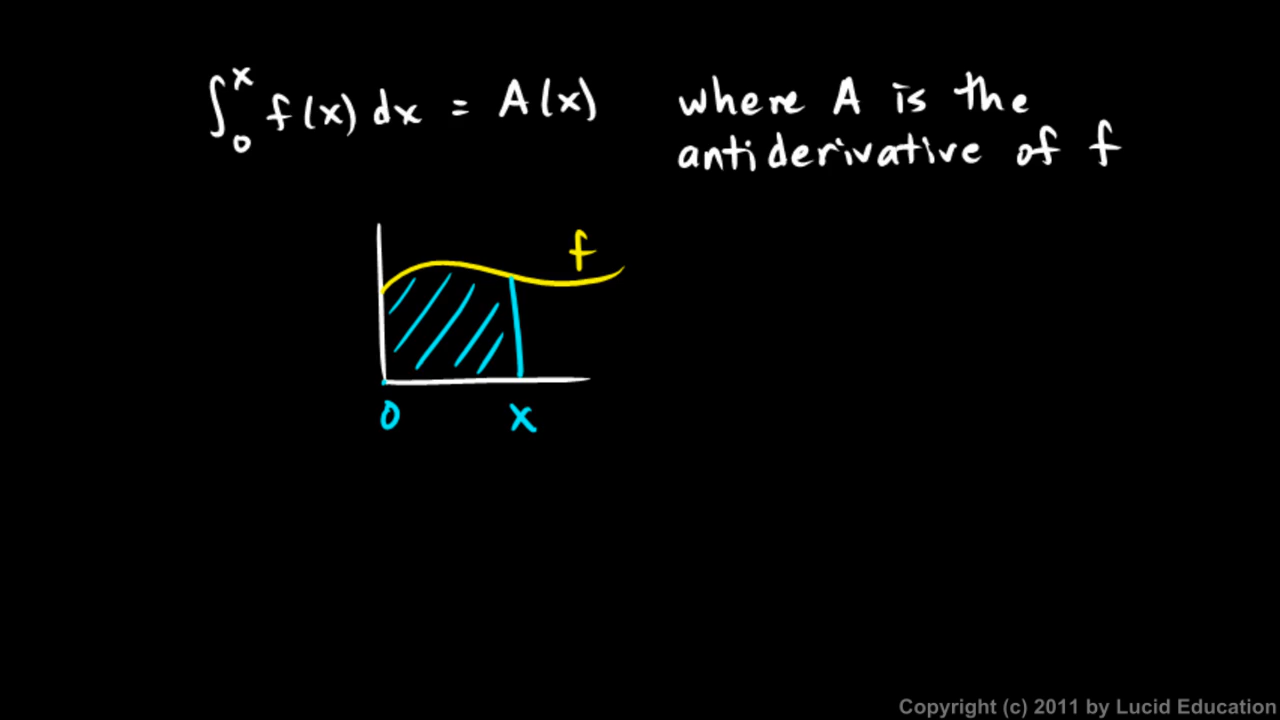 ∫₀ˣ f(x) dx = A(x) where A is the
antiderivative of f
f
0 x
Copyright (c) 2011 by Lucid Education